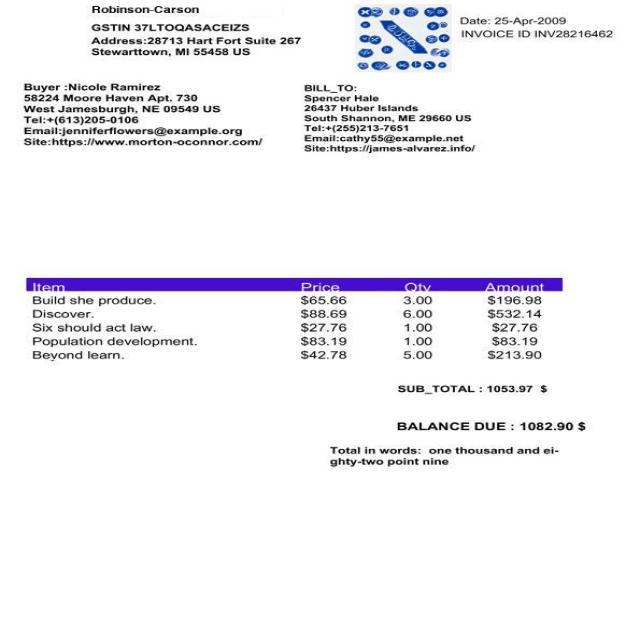 Robinson-Carson
GSTIN 37LTOQASACEIZS
Address:28713 Hart Fort Suite 267
Stewarttown, MI 55458 US
Date: 25-Apr-2009
INVOICE ID INV28216462
Buyer :Nicole Ramirez
58224 Moore Haven Apt. 730
West Jamesburgh, NE 09549 US
Tel:+(613)205-0106
Email:jenniferflowers@example.org
Site:https://www.morton-oconnor.com/
BILL_TO:
Spencer Hale
26437 Huber Islands
South Shannon, ME 29660 US
Tel:+(255)213-7651
Email:cathy55@example.net
Site:https://james-alvarez.info/
Item Price Qty Amount
Build she produce. $65.66 3.00 $196.98
Discover. $88.69 6.00 $532.14
Six should act law. $27.76 1.00 $27.76
Population development. $83.19 1.00 $83.19
Beyond learn. $42.78 5.00 $213.90
SUB_TOTAL : 1053.97 $
BALANCE DUE : 1082.90 $
Total in words: one thousand and ei-
ghty-two point nine